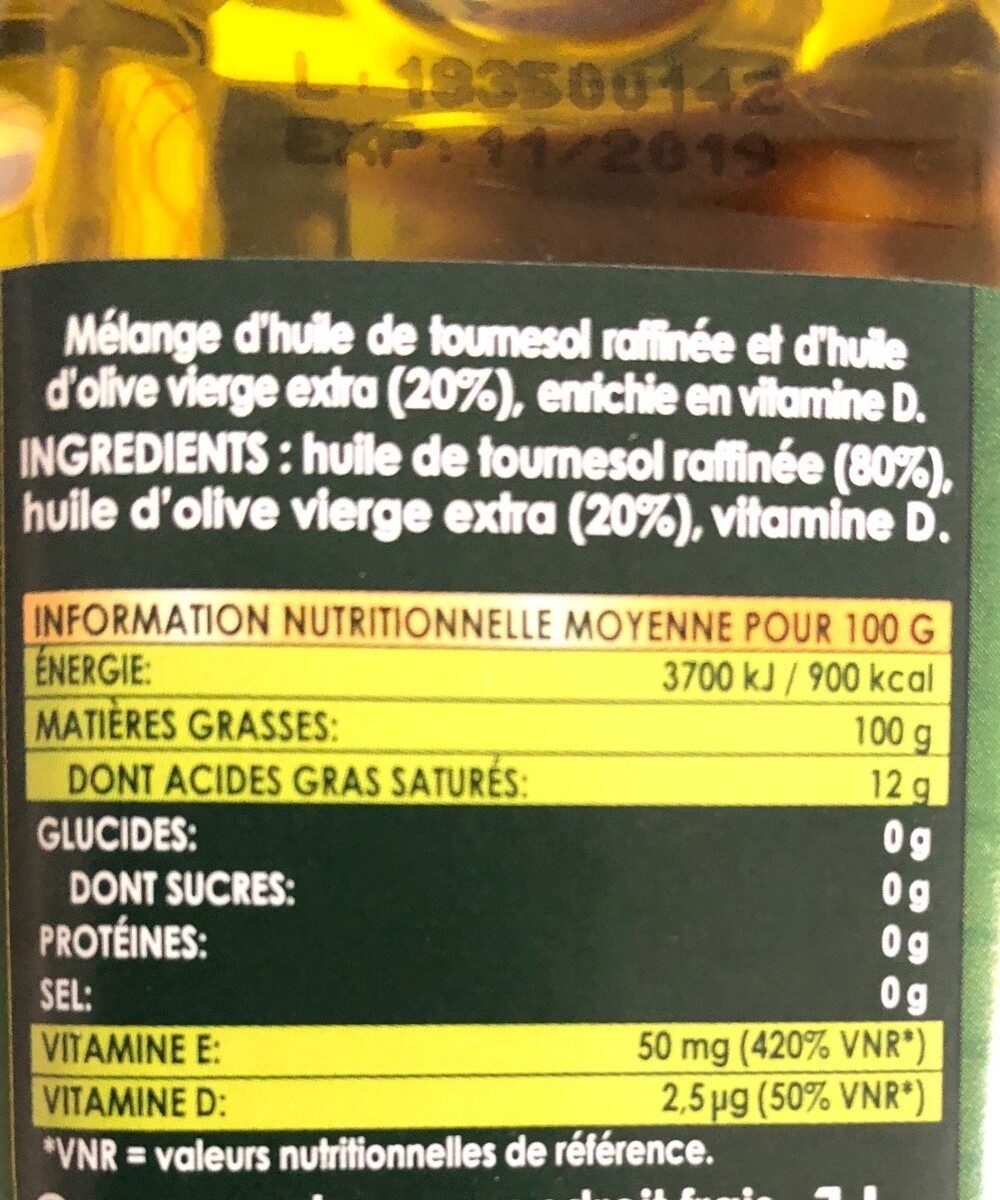 L: 183500142
EXP: 11/2019
Mélange d'huile de tournesol raffinée et d'huile
d'olive vierge extra (20%), enrichie en vitamine D.
INGREDIENTS : huile de tournesol raffinée (80%),
huile d'olive vierge extra (20%), vitamine D.
INFORMATION NUTRITIONNELLE MOYENNE POUR 100 G
ÉNERGIE: 3700 kJ / 900 kcal
MATIÈRES GRASSES: 100 g
DONT ACIDES GRAS SATURÉS: 12 g
GLUCIDES: 0 g
DONT SUCRES: 0 g
PROTÉINES: 0 g
SEL: 0 g
VITAMINE E: 50 mg (420% VNR*)
VITAMINE D: 2,5 µg (50% VNR*)
*VNR = valeurs nutritionnelles de référence.